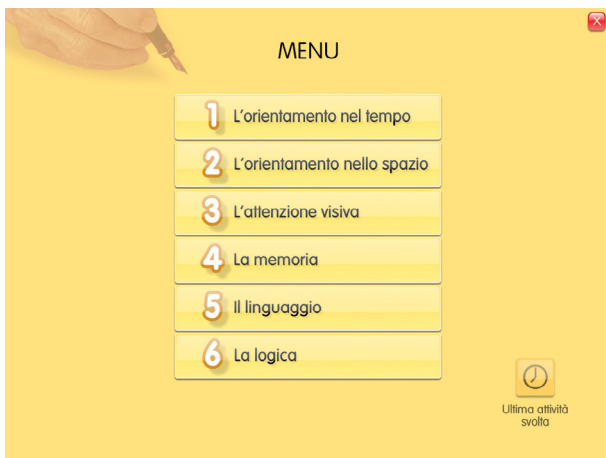 MENU
1 L'orientamento nel tempo
2 L'orientamento nello spazio
3 L'attenzione visiva
4 La memoria
5 Il linguaggio
6 La logica
Ultima attività
svolta